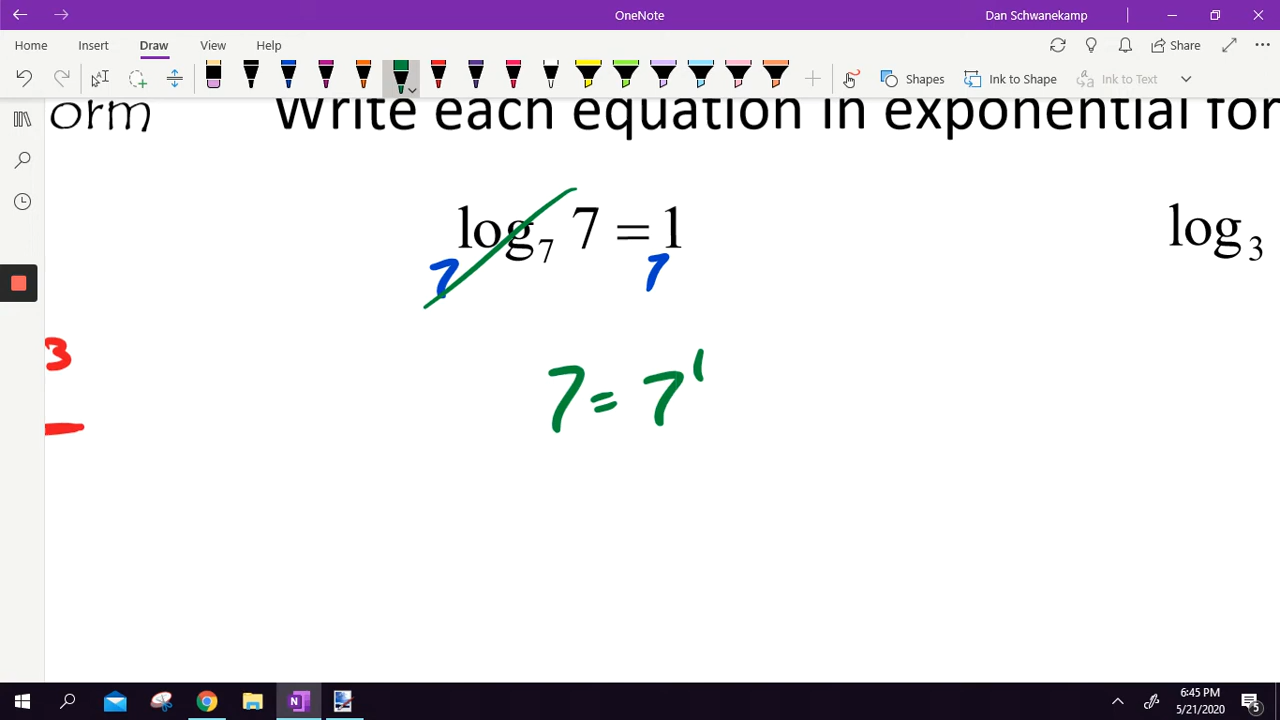 OneNote
Dan Schwanekamp
Home Insert Draw View Help
Share
Shapes Ink to Shape Ink to Text
orm Write each equation in exponential for
log₇ 7 = 1
7 7
log₃
3
7 = 7¹
6:45 PM
5/21/2020
5